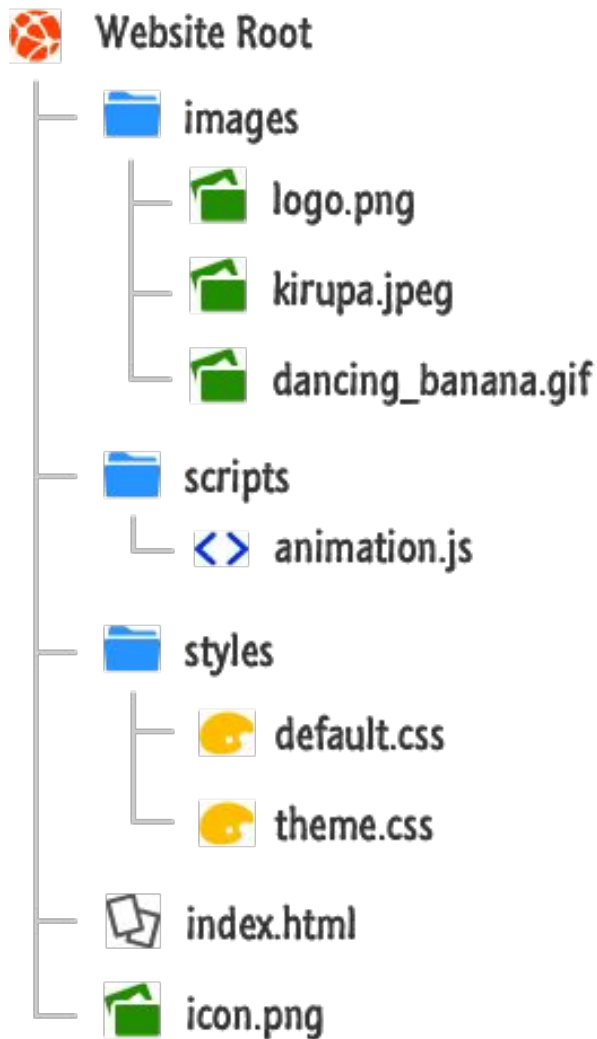 Website Root
images
logo.png
kirupa.jpeg
dancing_banana.gif
scripts
animation.js
styles
default.css
theme.css
index.html
icon.png